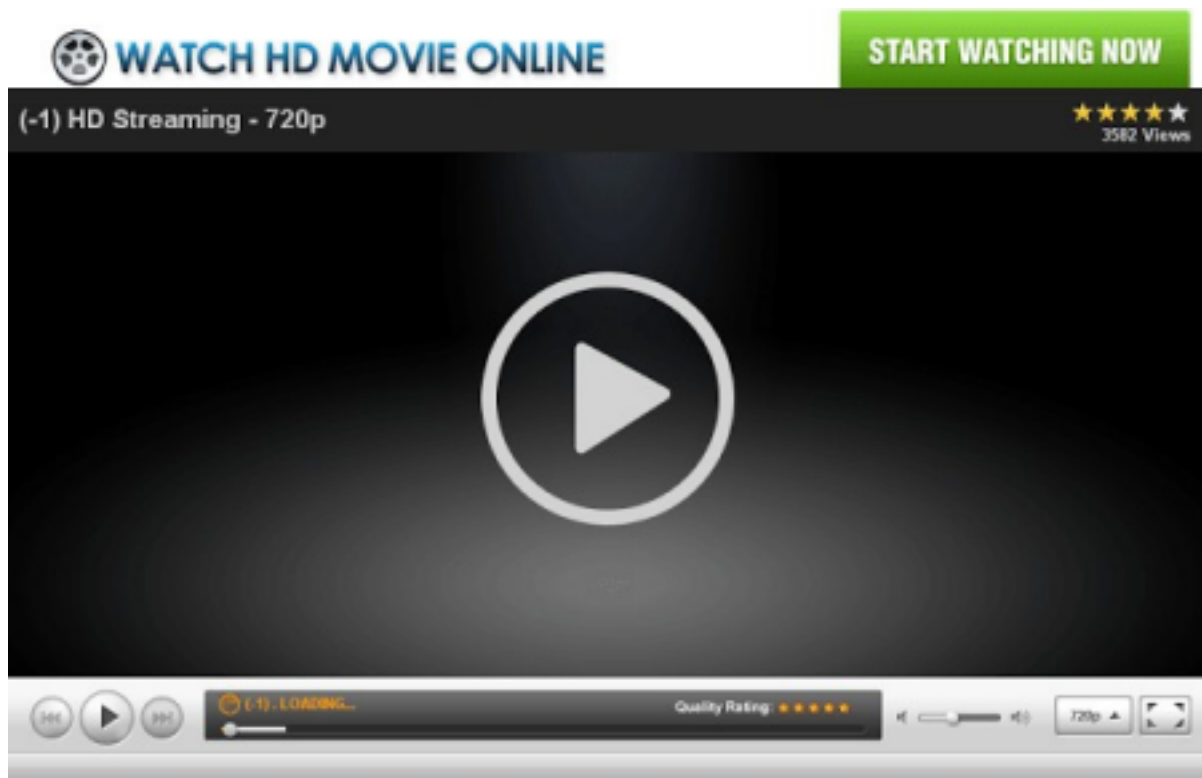 WATCH HD MOVIE ONLINE
START WATCHING NOW
(-1) HD Streaming - 720p
3582 Views
(-1) . LOADING...
Quality Rating:
720p